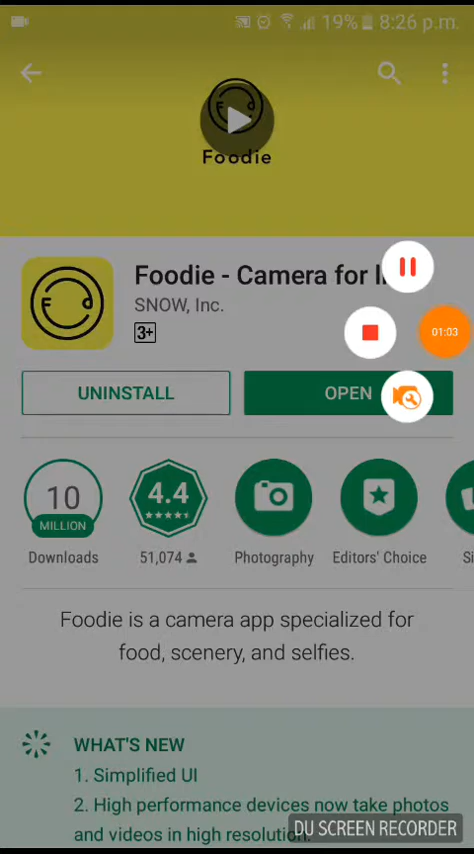 19% 8:26 p.m.
F d
Foodie
Foodie - Camera for l
SNOW, Inc.
3+
01:03
UNINSTALL
OPEN
10
MILLION
Downloads
4.4
51,074
Photography
Editors' Choice
Si
Foodie is a camera app specialized for
food, scenery, and selfies.
WHAT'S NEW
1. Simplified UI
2. High performance devices now take photos
and videos in high resolution.
DU SCREEN RECORDER